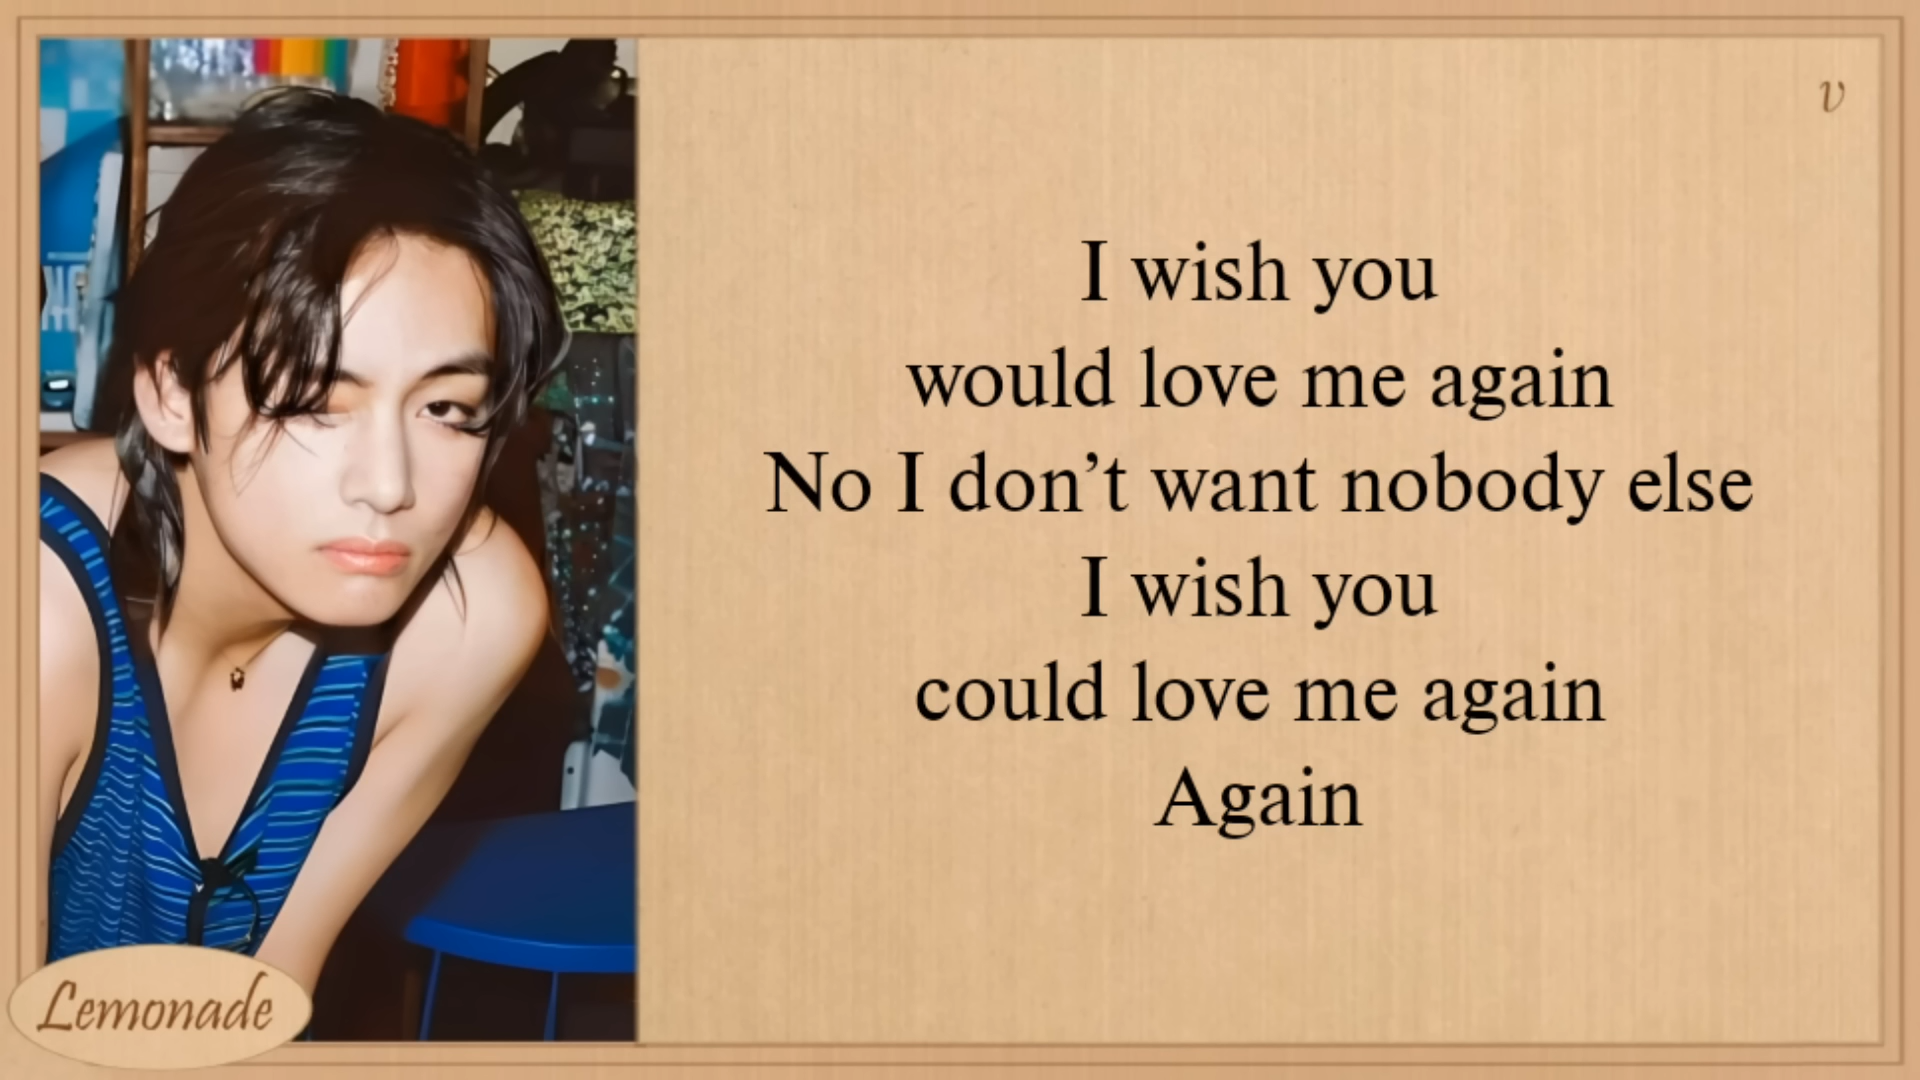 v
I wish you
would love me again
No I don’t want nobody else
I wish you
could love me again
Again
Lemonade